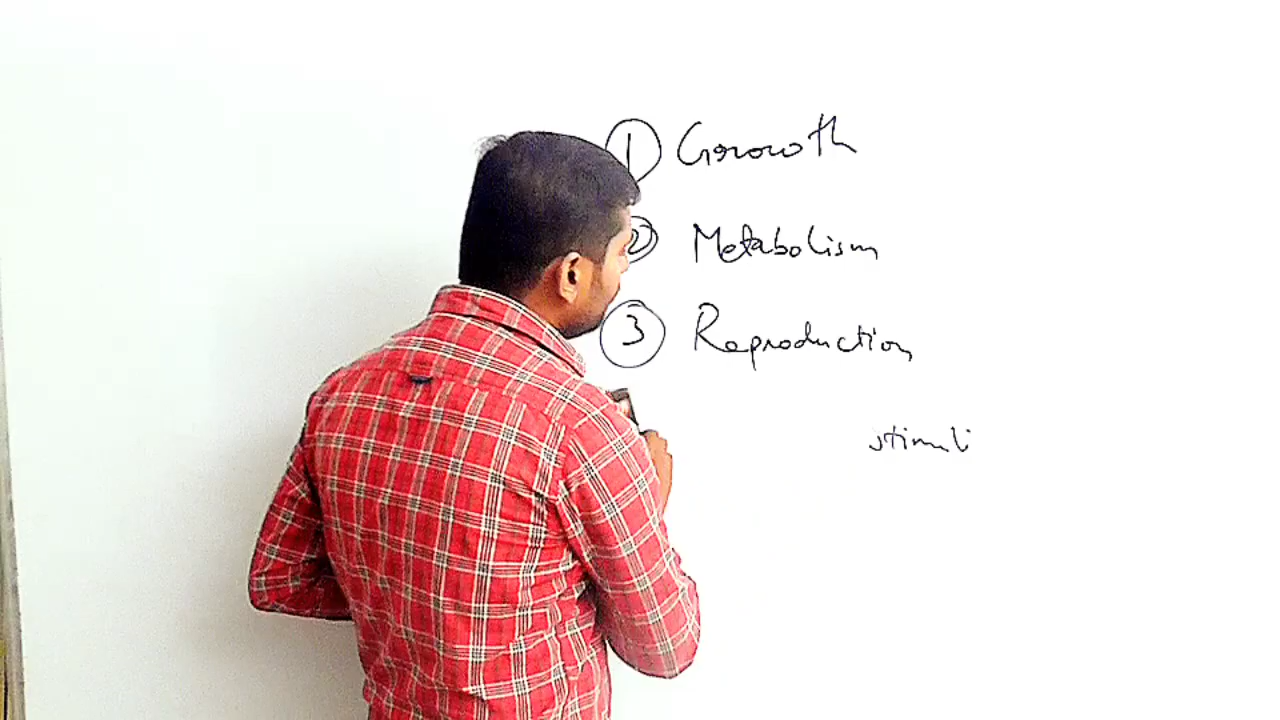 ① Growth
② Metabolism
③ Reproduction
stimuli